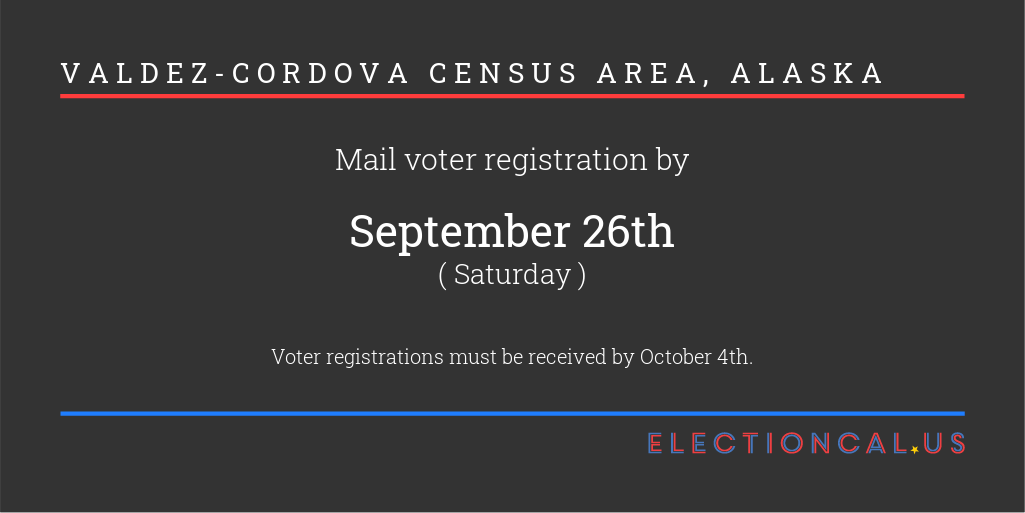 VALDEZ-CORDOVA CENSUS AREA, ALASKA
Mail voter registration by
September 26th
( Saturday )
Voter registrations must be received by October 4th.
ELECTIONCAL.US